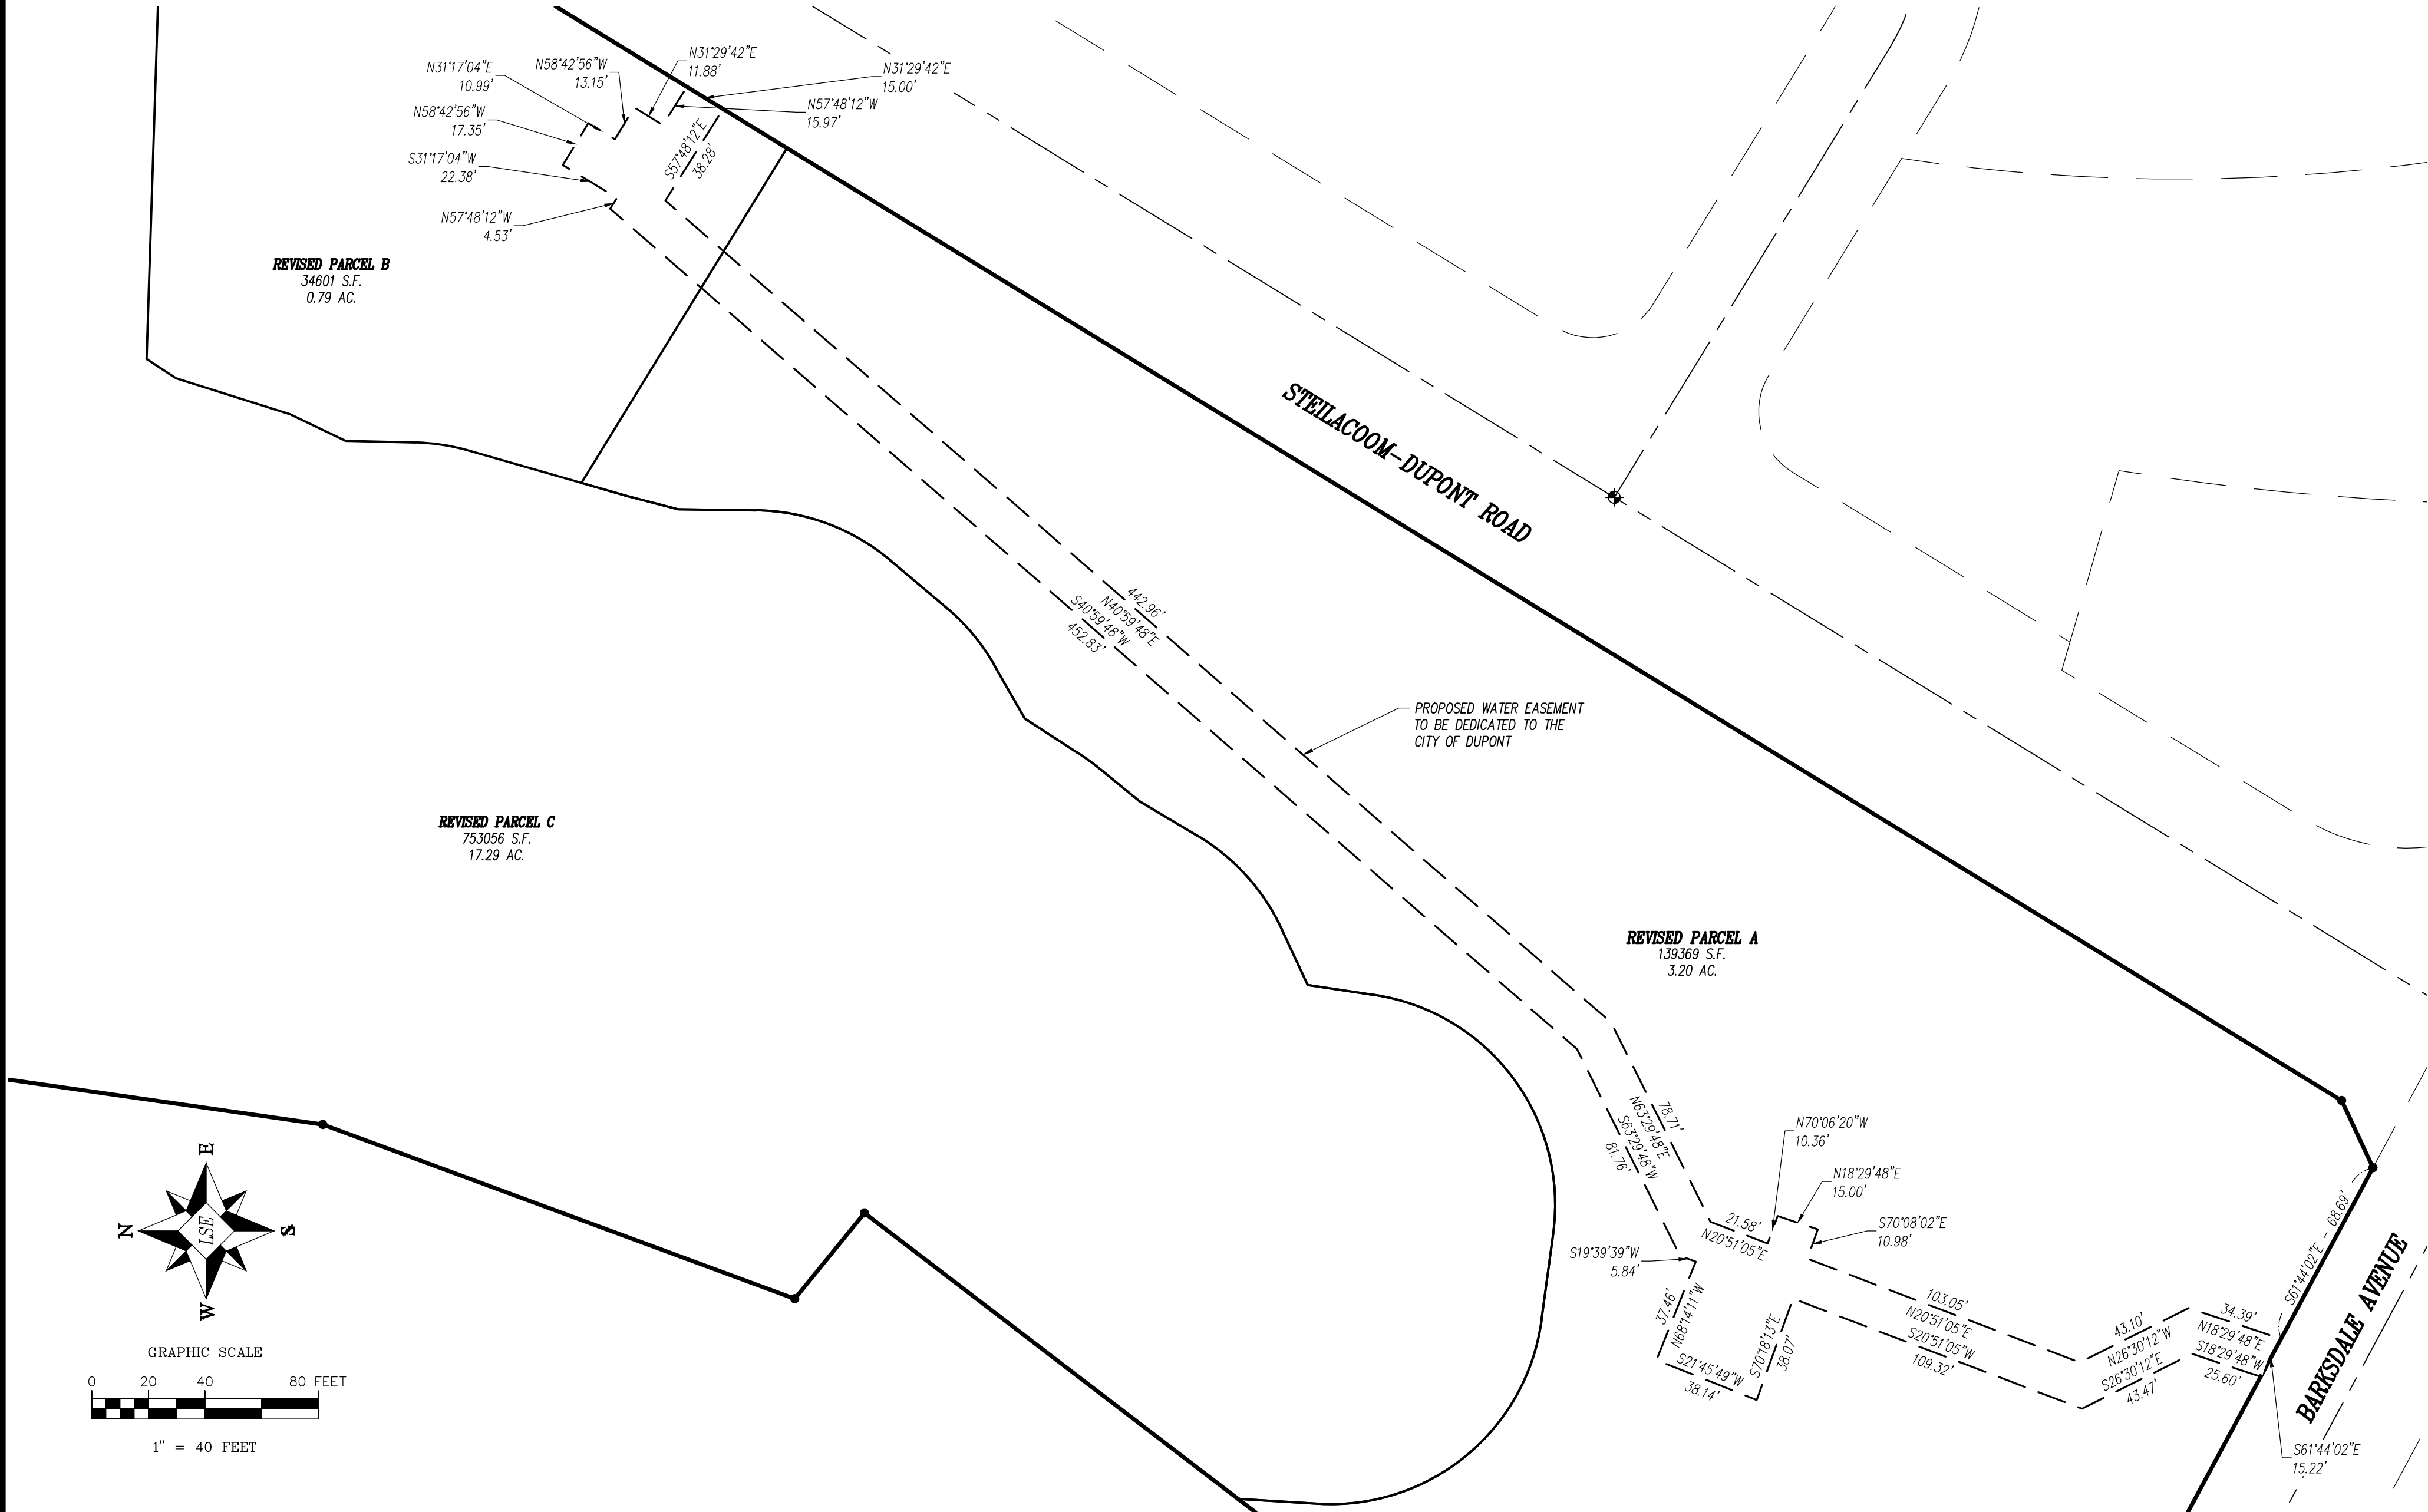 N31°29'42"E
11.88'
N31°17'04"E
10.99'
N58°42'56"W
13.15'
N31°29'42"E
15.00'
N58°42'56"W
17.35'
N57°48'12"W
15.97'
S31°17'04"W
22.38'
S57°48'12"E
38.28'
N57°48'12"W
4.53'
REVISED PARCEL B
34601 S.F.
0.79 AC.
STEILACOOM-DUPONT ROAD
442.96'
N40°59'48"E
S40°59'48"W
452.83'
PROPOSED WATER EASEMENT
TO BE DEDICATED TO THE
CITY OF DUPONT
REVISED PARCEL C
753056 S.F.
17.29 AC.
REVISED PARCEL A
139369 S.F.
3.20 AC.
78.71'
N63°29'48"E
S63°29'48"W
81.76'
N70°06'20"W
10.36'
N18°29'48"E
15.00'
S70°08'02"E
10.98'
21.58'
N20°51'05"E
S19°39'39"W
5.84'
37.46'
N68°14'11"W
S21°45'49"W
38.14'
S70°18'13"E
38.07'
103.05'
N20°51'05"E
S20°51'05"W
109.32'
43.10'
N26°30'12"W
S26°30'12"E
43.47'
34.39'
N18°29'48"E
S18°29'48"W
25.60'
S61°44'02"E - 68.69'
BARKSDALE AVENUE
S61°44'02"E
15.22'
E
N
LSE
S
W
GRAPHIC SCALE
0 20 40 80 FEET
1" = 40 FEET